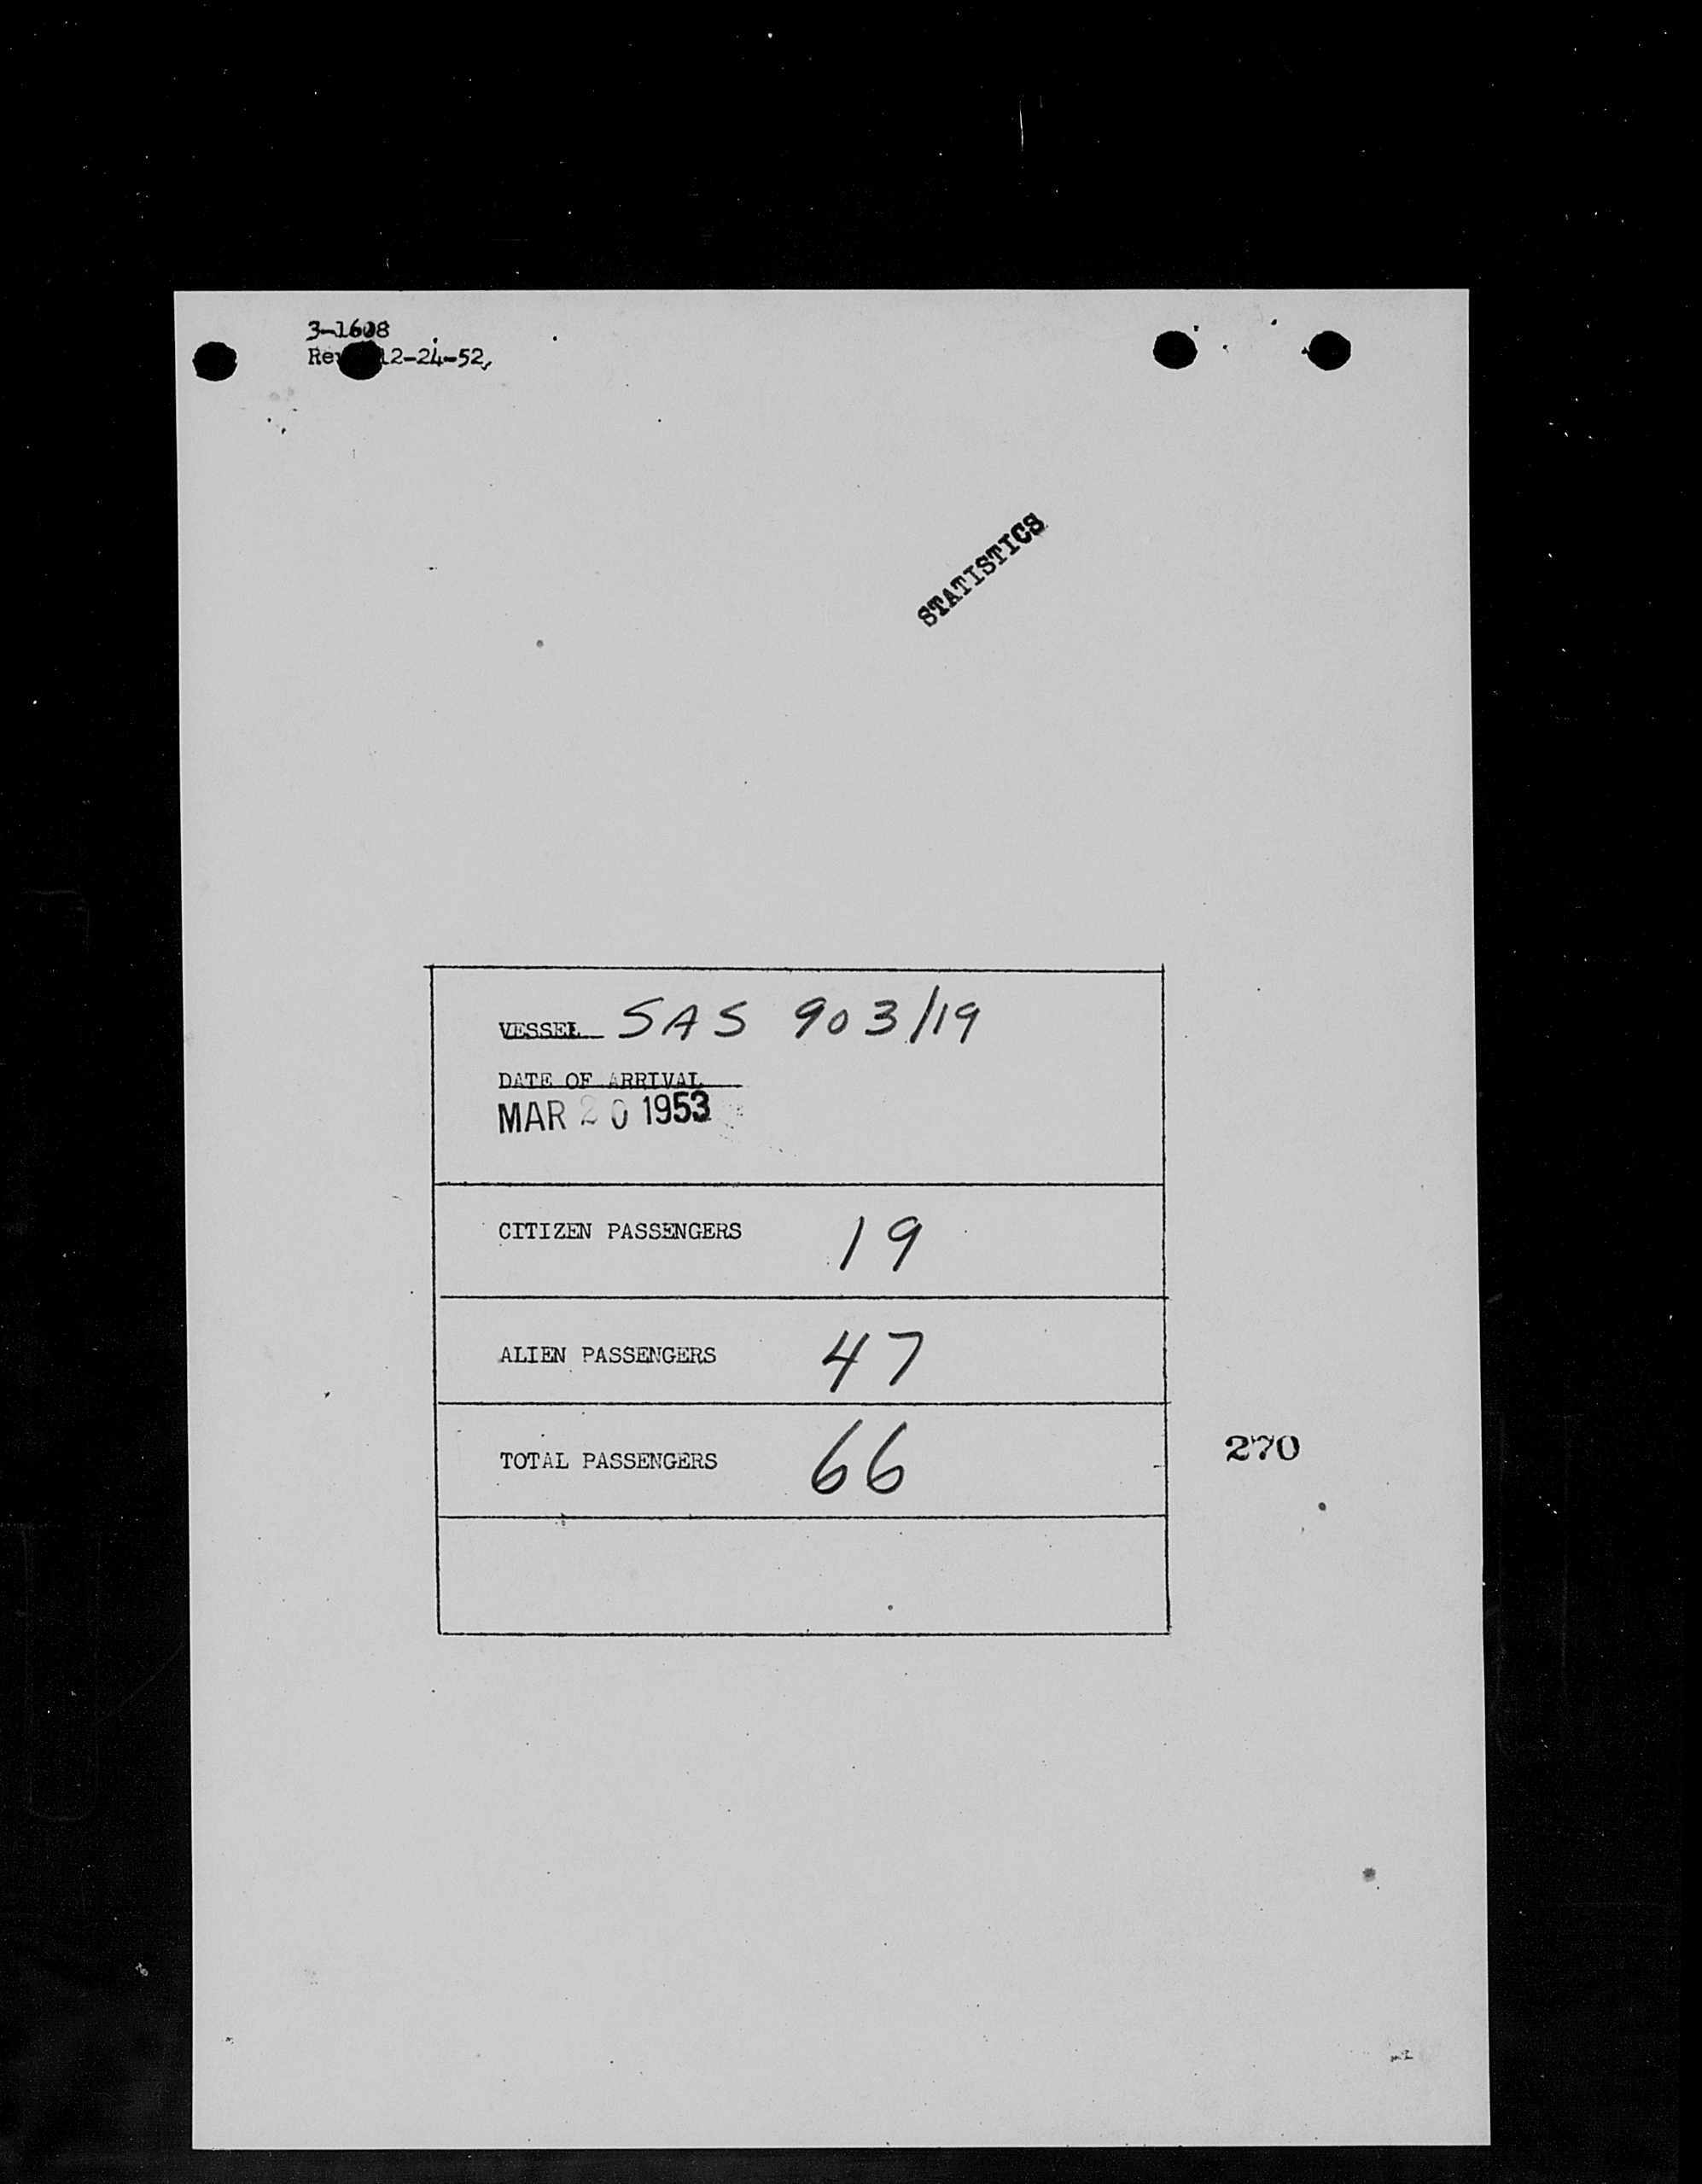 3-1608
Rev 12-24-52
STATISTICS
VESSEL SAS 903/19
DATE OF ARRIVAL
MAR 20 1953
CITIZEN PASSENGERS 19
ALIEN PASSENGERS 47
TOTAL PASSENGERS 66
270